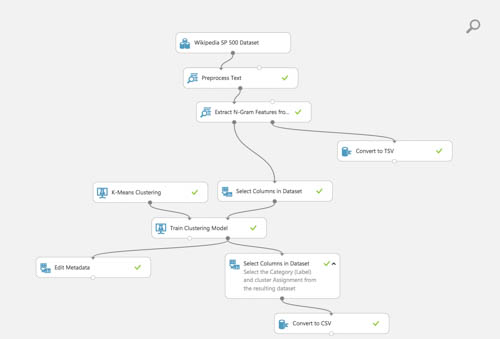 Wikipedia SP 500 Dataset
Preprocess Text
Extract N-Gram Features fro...
Convert to TSV
K-Means Clustering
Select Columns in Dataset
Train Clustering Model
Edit Metadata
Select Columns in Dataset
Select the Category (Label)
and cluster Assignment from
the resulting dataset
Convert to CSV